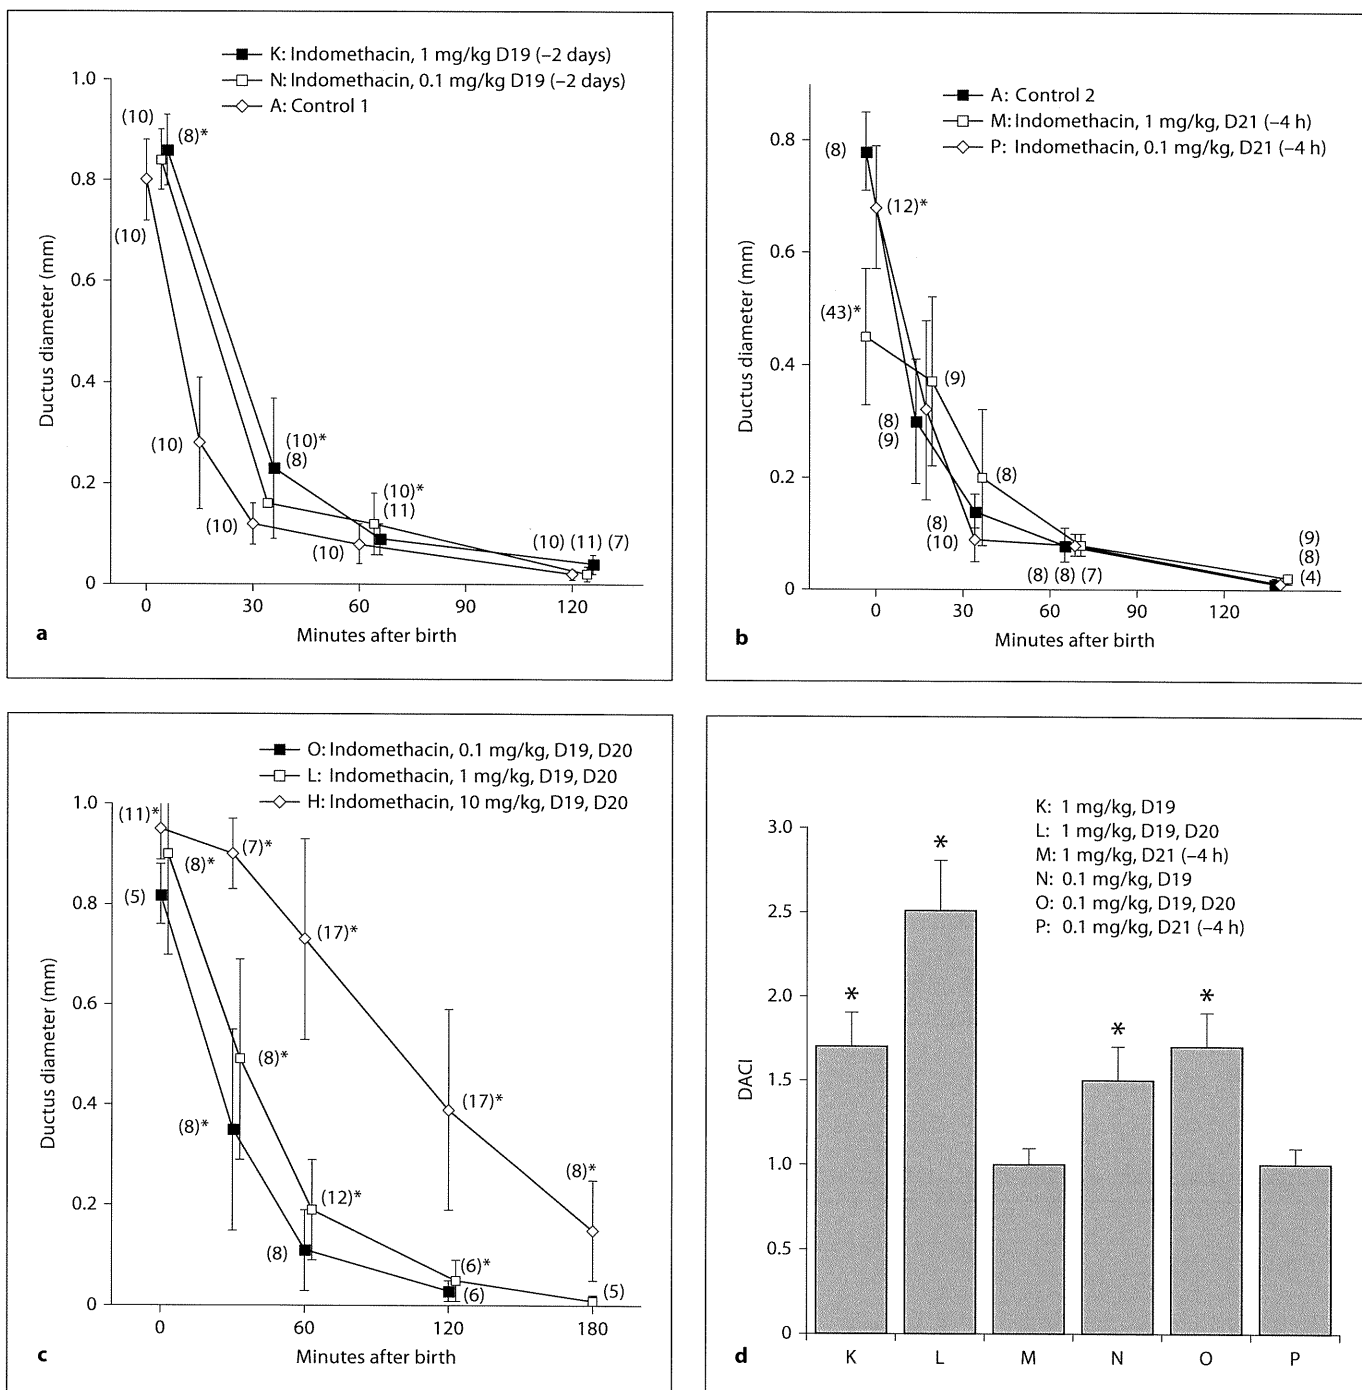 K: Indomethacin, 1 mg/kg D19 (–2 days)
N: Indomethacin, 0.1 mg/kg D19 (–2 days)
A: Control 1
1.0
0.8
0.6
0.4
0.2
0
Ductus diameter (mm)
(10)
(8)*
(10)
(10)
(10)*
(8)
(10)
(10)*
(11)
(10)
(10) (11) (7)
0 30 60 90 120
Minutes after birth
a
A: Control 2
M: Indomethacin, 1 mg/kg, D21 (–4 h)
P: Indomethacin, 0.1 mg/kg, D21 (–4 h)
0.8
0.6
0.4
0.2
0
Ductus diameter (mm)
(8)
(12)*
(43)*
(9)
(8)
(9)
(8)
(8)
(10)
(8) (8) (7)
(9)
(8)
(4)
0 30 60 90 120
Minutes after birth
b
O: Indomethacin, 0.1 mg/kg, D19, D20
L: Indomethacin, 1 mg/kg, D19, D20
H: Indomethacin, 10 mg/kg, D19, D20
1.0
0.8
0.6
0.4
0.2
0
Ductus diameter (mm)
(11)*
(7)*
(8)*
(5)
(17)*
(8)*
(17)*
(8)*
(8)*
(12)*
(8)
(6)*
(6)
(5)
0 60 120 180
Minutes after birth
c
K: 1 mg/kg, D19
L: 1 mg/kg, D19, D20
M: 1 mg/kg, D21 (–4 h)
N: 0.1 mg/kg, D19
O: 0.1 mg/kg, D19, D20
P: 0.1 mg/kg, D21 (–4 h)
3.0
2.5
2.0
1.5
1.0
0.5
0
DACI
* * * *
K L M N O P
d